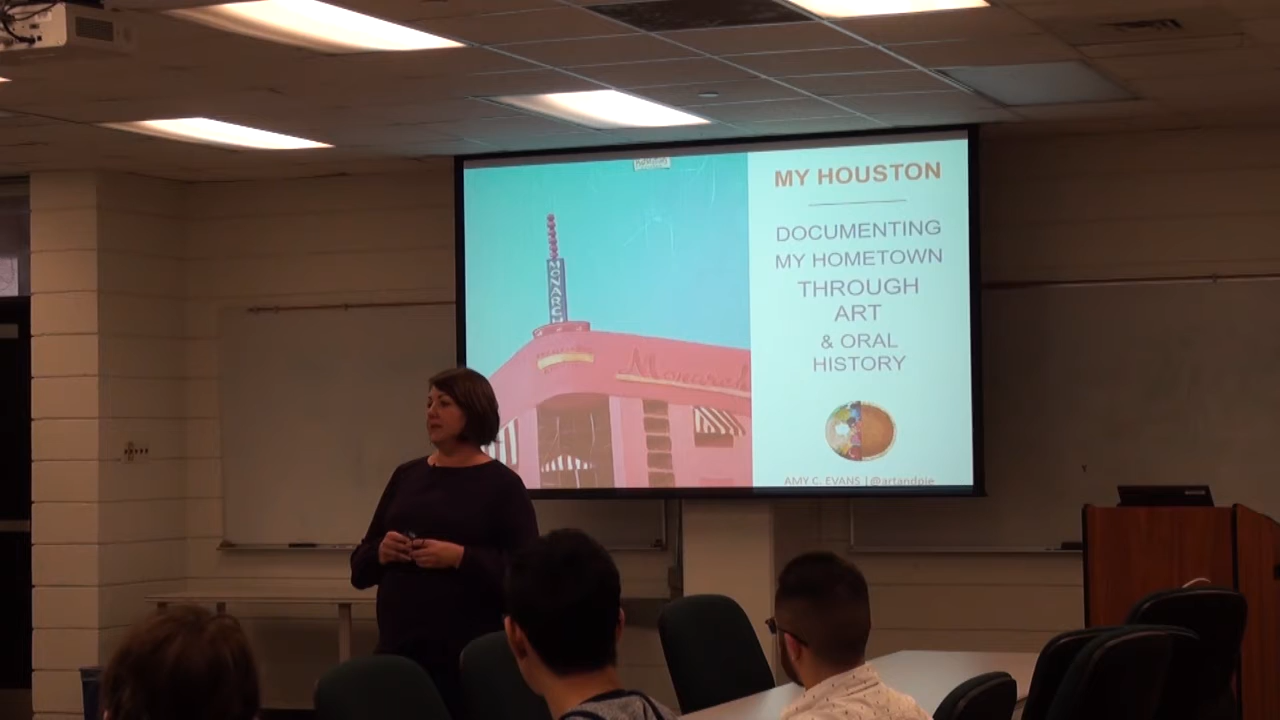 MY HOUSTON
DOCUMENTING
MY HOMETOWN
THROUGH
ART
& ORAL
HISTORY
AMY C. EVANS | @artandpie
MONARCH
Monarch